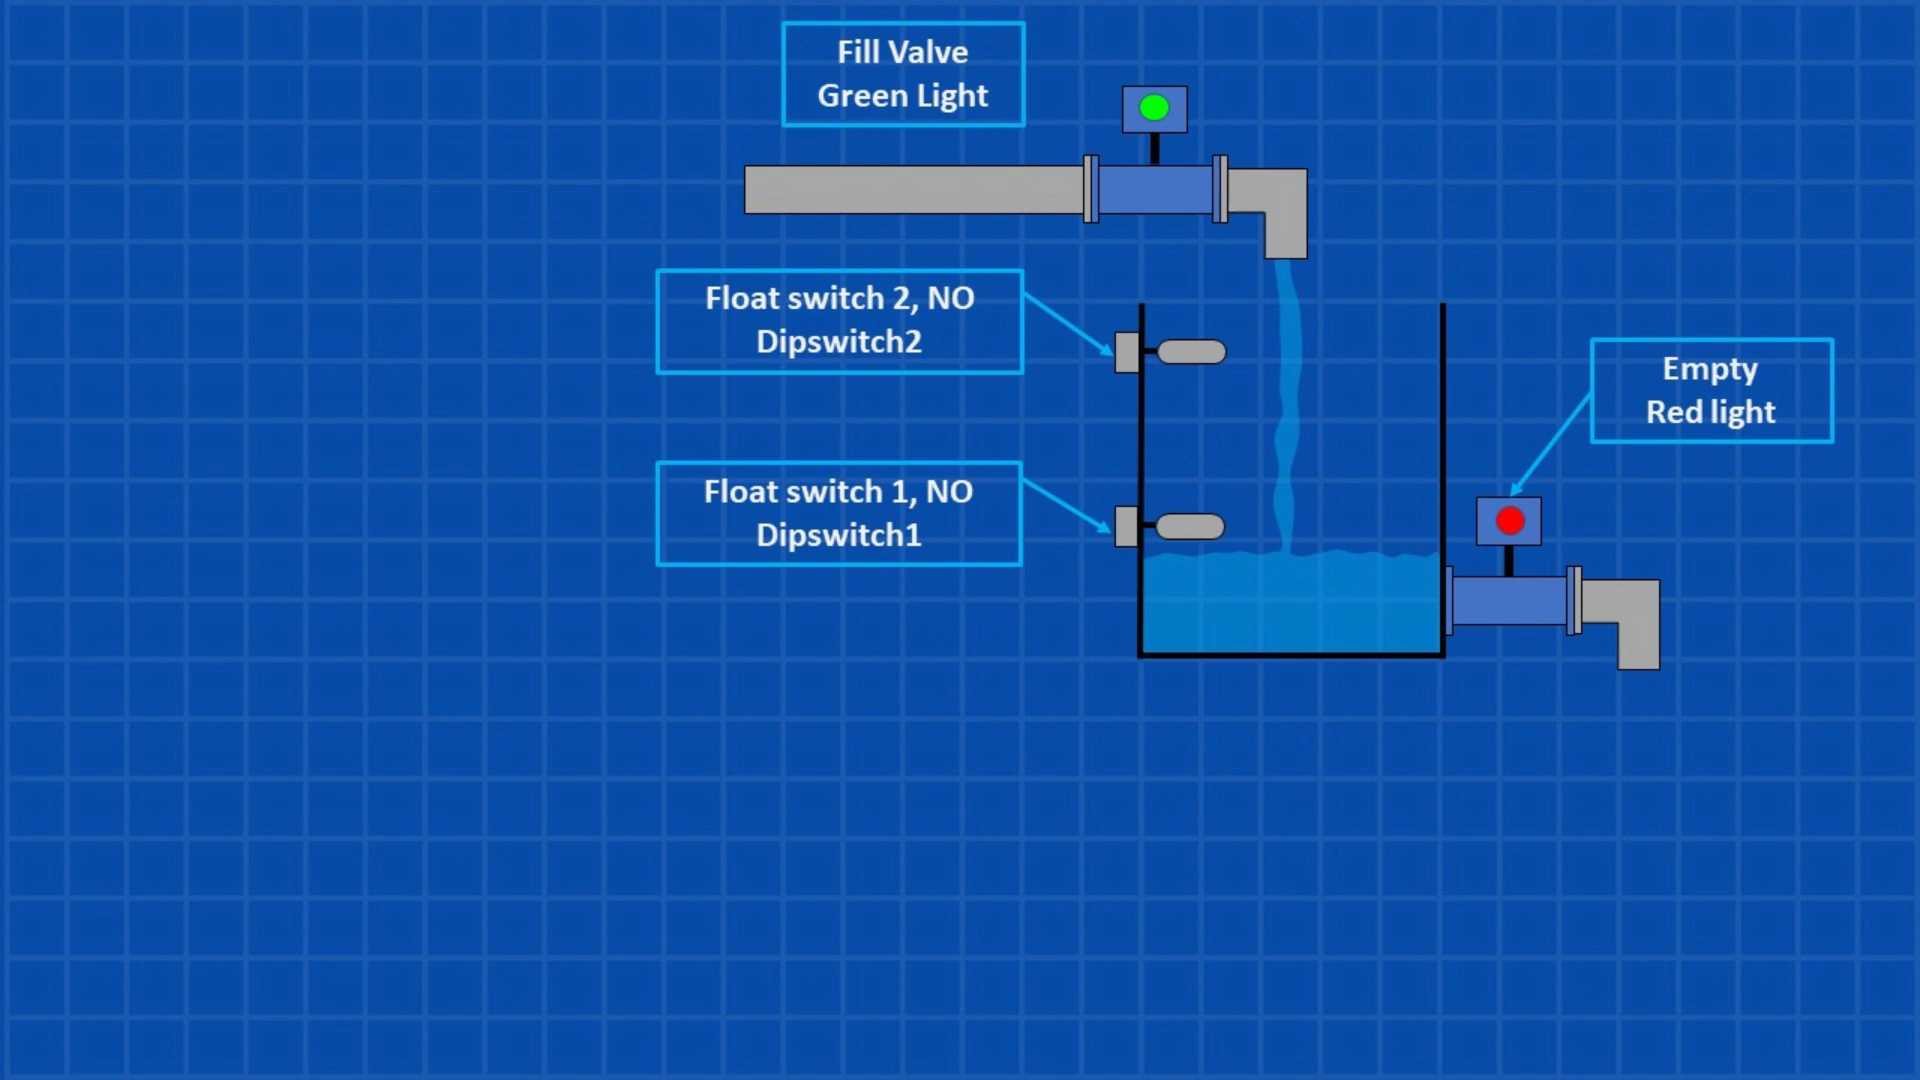 Fill Valve
Green Light
Float switch 2, NO
Dipswitch2
Empty
Red light
Float switch 1, NO
Dipswitch1